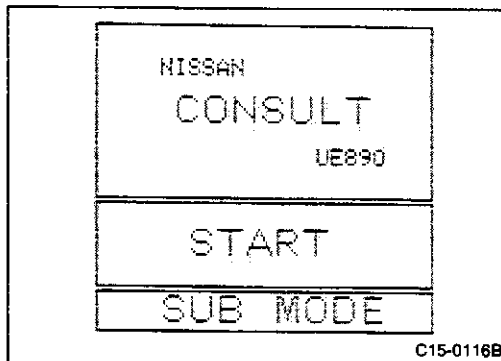 NISSAN
CONSULT
UE890
START
SUB MODE
C15-0116B